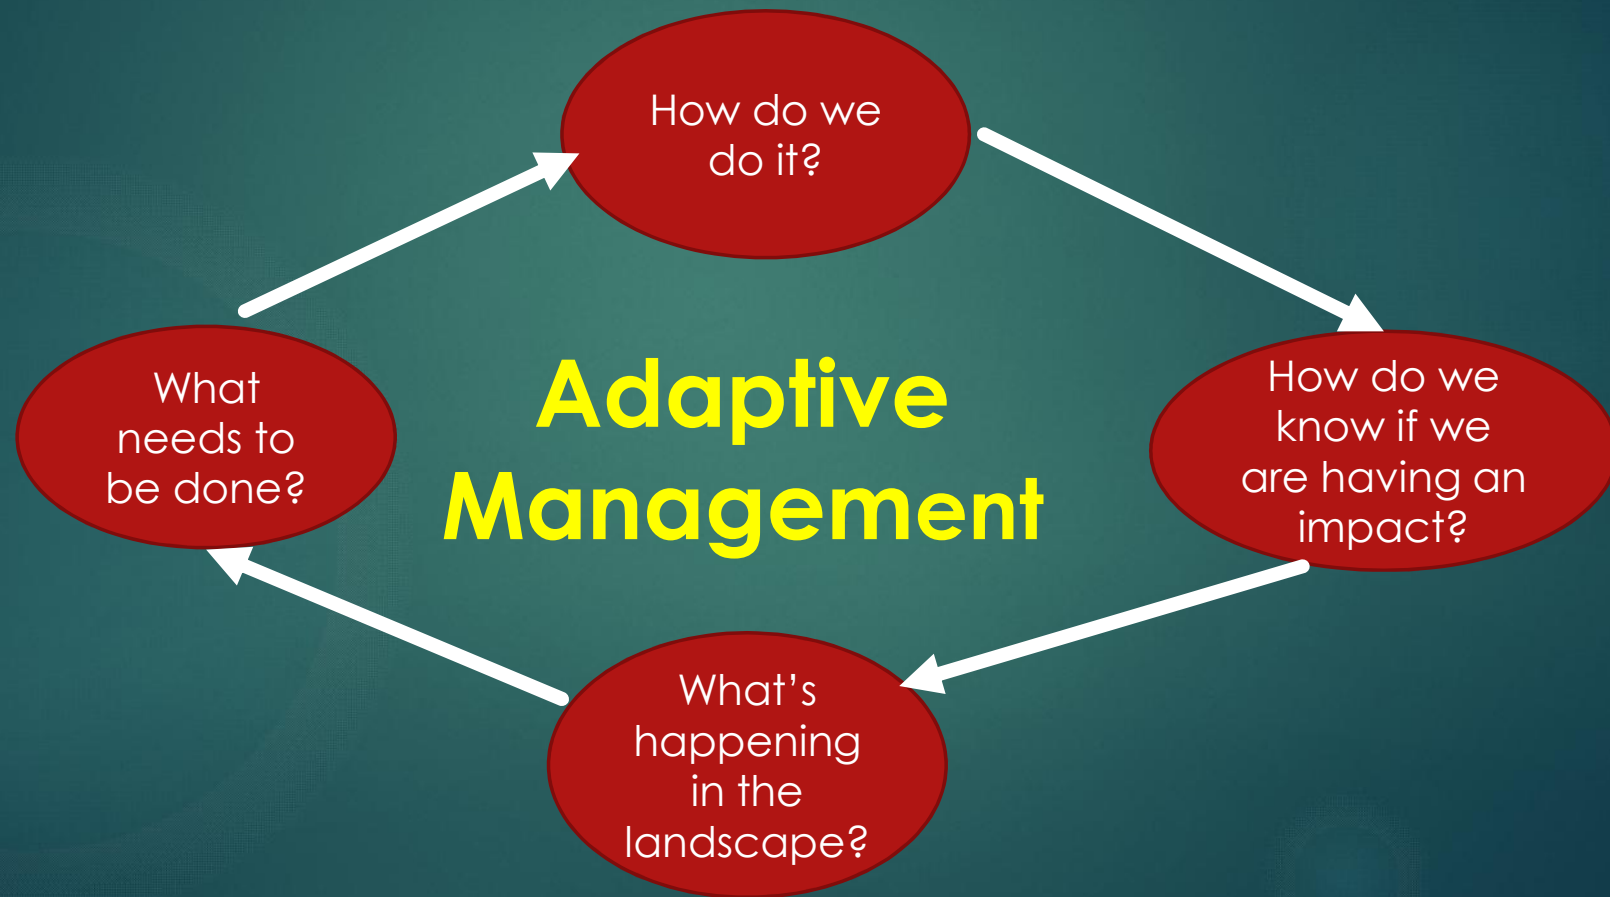 How do we
do it?
What
needs to
be done?
Adaptive
Management
How do we
know if we
are having an
impact?
What’s
happening
in the
landscape?